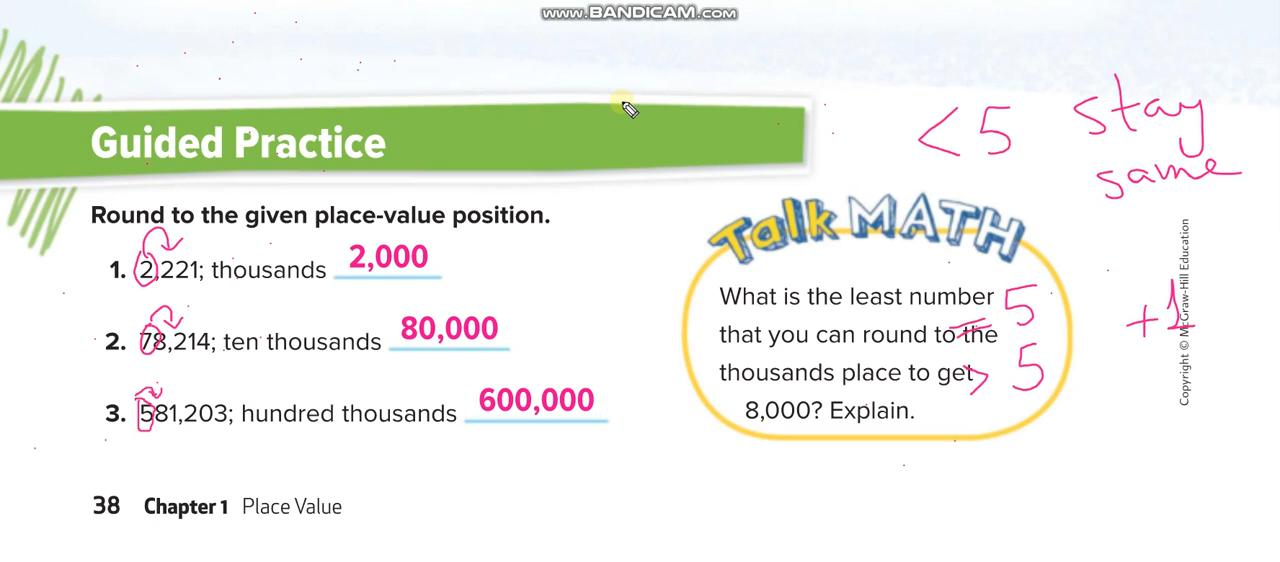 www.BANDICAM.com
Guided Practice
<5 stay
same
Round to the given place-value position.
1. 2,221; thousands 2,000
2. 78,214; ten thousands 80,000
3. 581,203; hundred thousands 600,000
Talk MATH
What is the least number
that you can round to the
thousands place to get
8,000? Explain.
= 5
> 5
+1
Copyright © McGraw-Hill Education
38 Chapter 1 Place Value